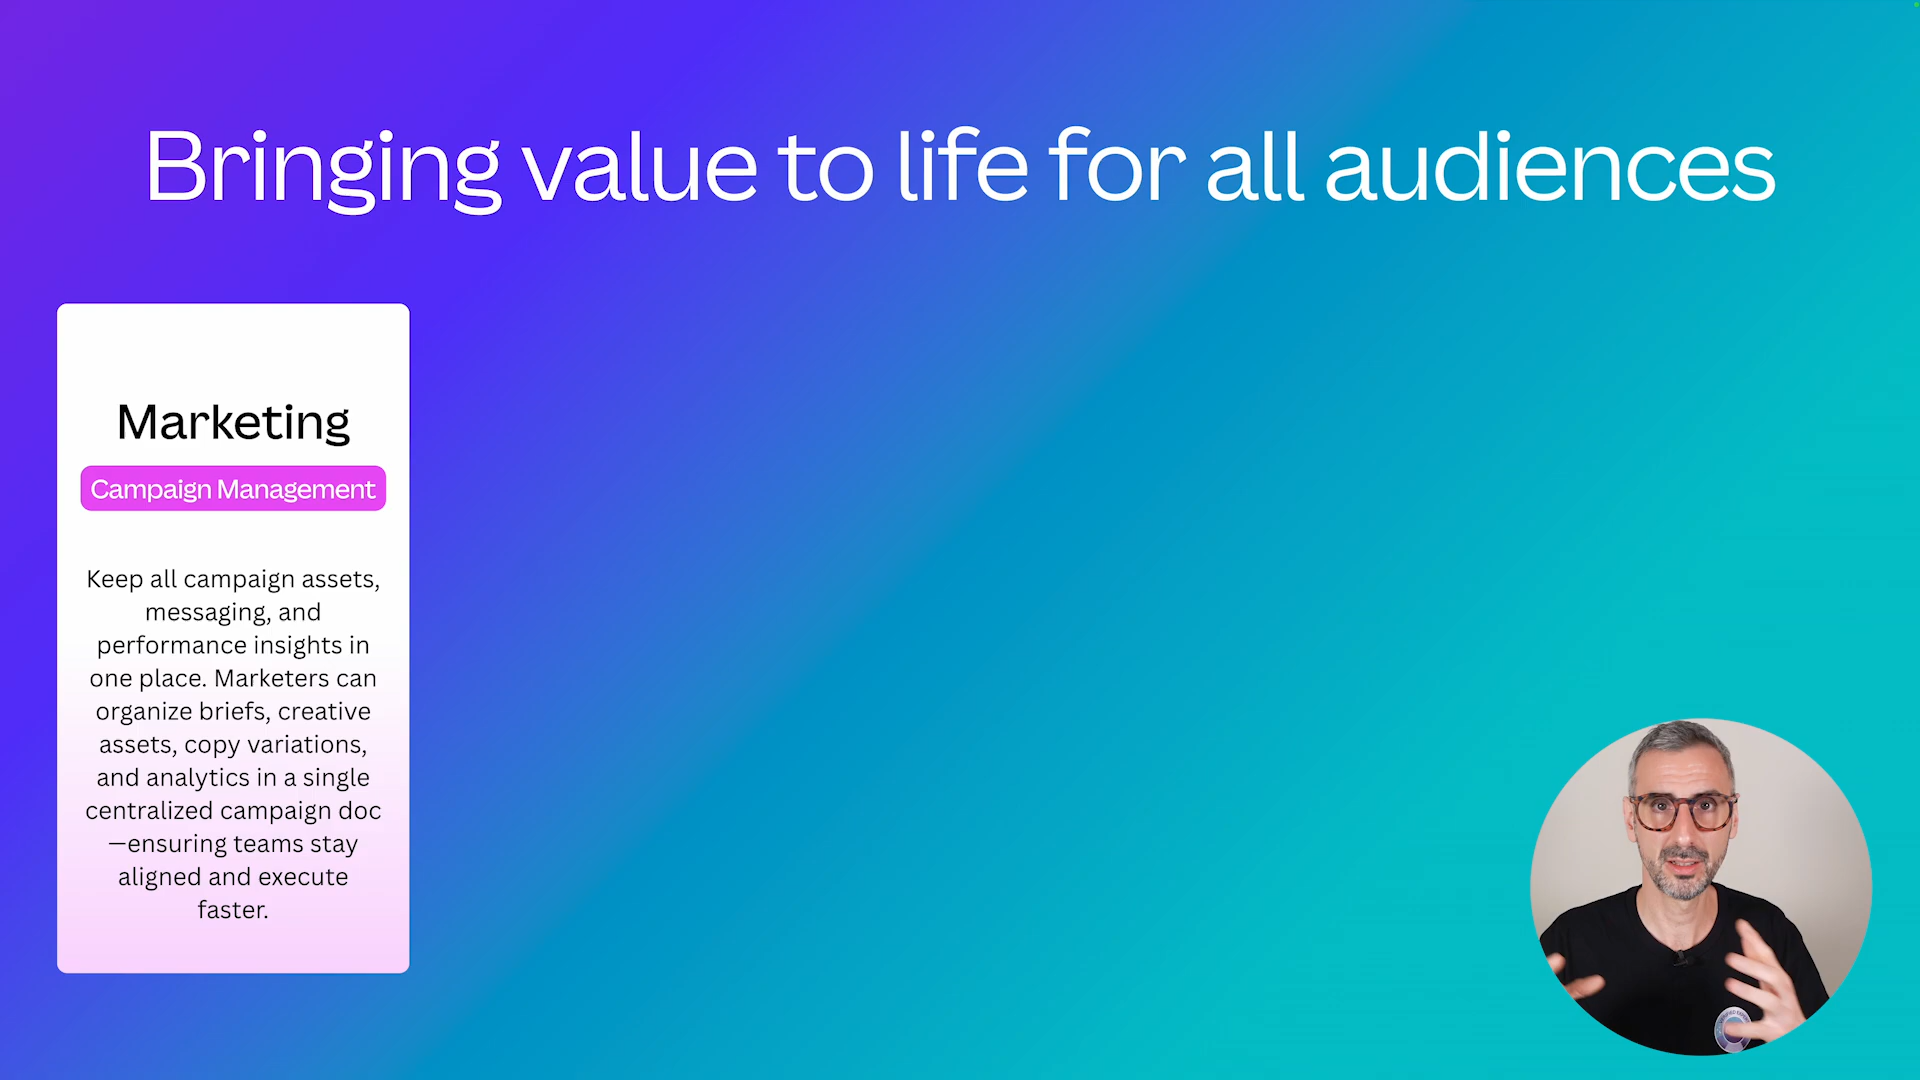 Bringing value to life for all audiences
Marketing
Campaign Management
Keep all campaign assets,
messaging, and
performance insights in
one place. Marketers can
organize briefs, creative
assets, copy variations,
and analytics in a single
centralized campaign doc
—ensuring teams stay
aligned and execute
faster.